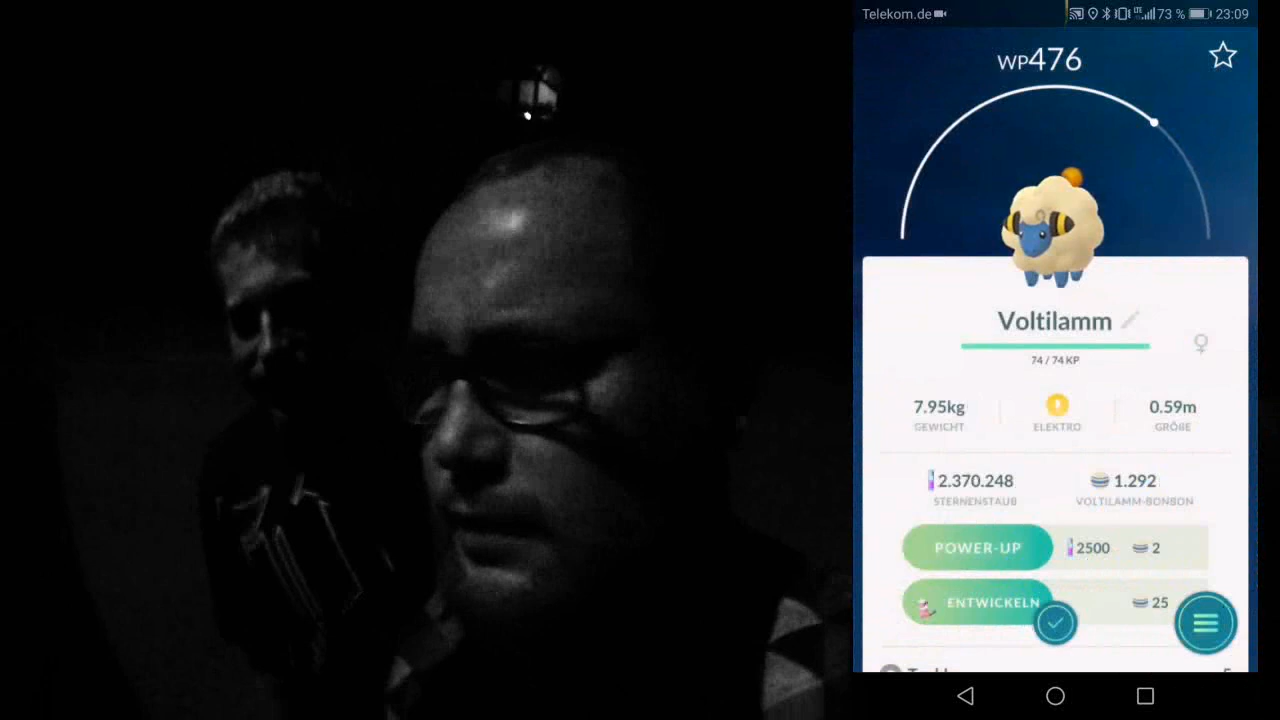 Telekom.de LTE 73 % 23:09
WP476
Voltilamm
74 / 74 KP
7.95kg 0.59m
GEWICHT ELEKTRO GRÖßE
2.370.248 1.292
STERNENSTAUB VOLTILAMM-BONBON
POWER-UP 2500 2
ENTWICKELN 25